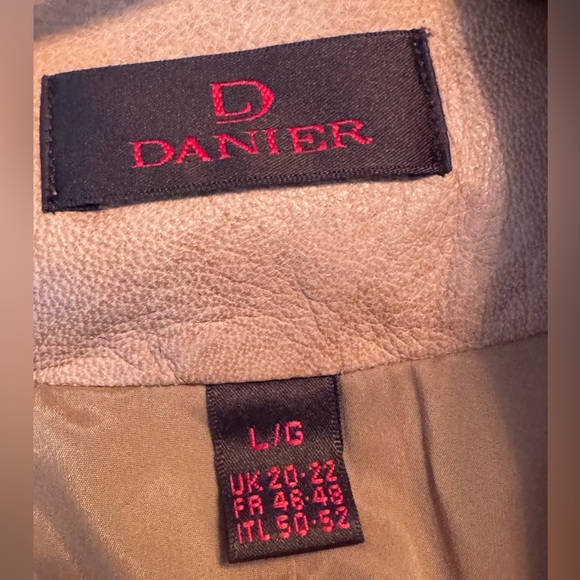 D
DANIER
L/G
UK 20-22
FR 46-48
ITL 50-52